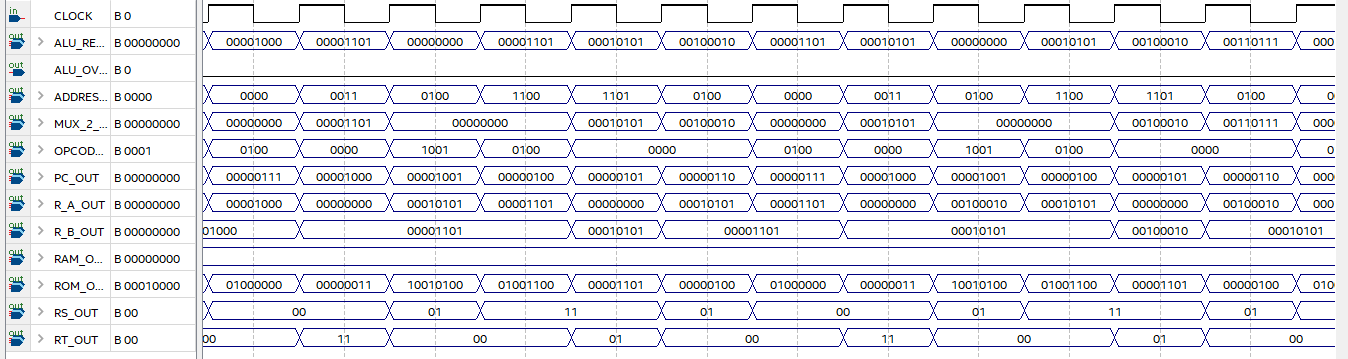 in CLOCK B 0
out ALU_RE... B 00000000 00001000 00001101 00000000 00001101 00010101 00100010 00001101 00010101 00000000 00010101 00100010 00110111 000
out ALU_OV... B 0
out ADDRES... B 0000 0000 0011 0100 1100 1101 0100 0000 0011 0100 1100 1101 0100 0
out MUX_2_... B 00000000 00000000 00001101 00000000 00010101 00100010 00000000 00010101 00000000 00100010 00110111 000
out OPCOD... B 0001 0100 0000 1001 0100 0000 0100 0000 1001 0100 0000 0
out PC_OUT B 00000000 00000111 00001000 00001001 00000100 00000101 00000110 00000111 00001000 00001001 00000100 00000101 00000110 000
out R_A_OUT B 00000000 00001000 00000000 00010101 00001101 00000000 00010101 00001101 00000000 00100010 00010101 00000000 00100010 000
out R_B_OUT B 00000000 01000 00001101 00010101 00001101 00010101 00100010 00010101
out RAM_O... B 00000000
out ROM_O... B 00010000 01000000 00000011 10010100 01001100 00001101 00000100 01000000 00000011 10010100 01001100 00001101 00000100 010
out RS_OUT B 00 00 01 11 01 00 01 11 01
out RT_OUT B 00 00 11 00 01 00 11 00 01 00